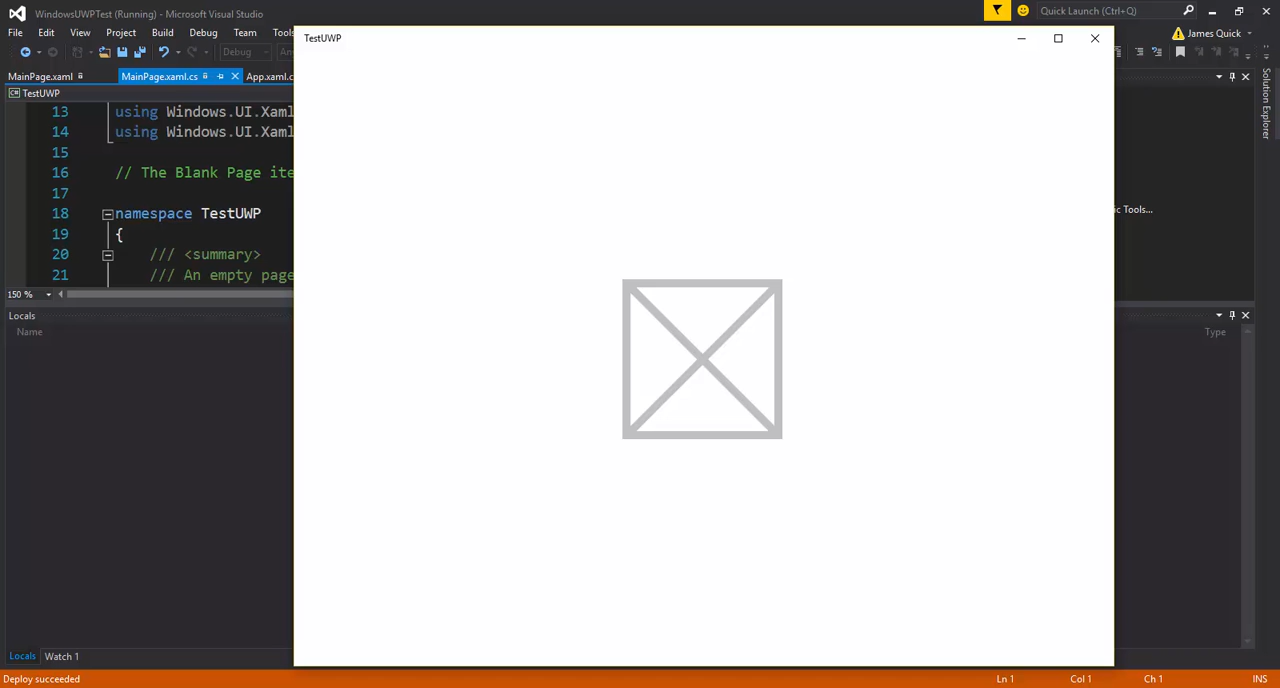 WindowsUWPTest (Running) - Microsoft Visual Studio
Quick Launch (Ctrl+Q)
File Edit View Project Build Debug Team Tools
James Quick
TestUWP
Debug
MainPage.xaml MainPage.xaml.cs App.xaml.c
TestUWP
13 using Windows.UI.Xaml
14 using Windows.UI.Xaml
15
16 // The Blank Page ite
17
18 namespace TestUWP
19 {
20 /// <summary>
21 /// An empty page
ic Tools...
Solution Explorer
150 %
Locals
Name Type
Locals Watch 1
Deploy succeeded Ln 1 Col 1 Ch 1 INS